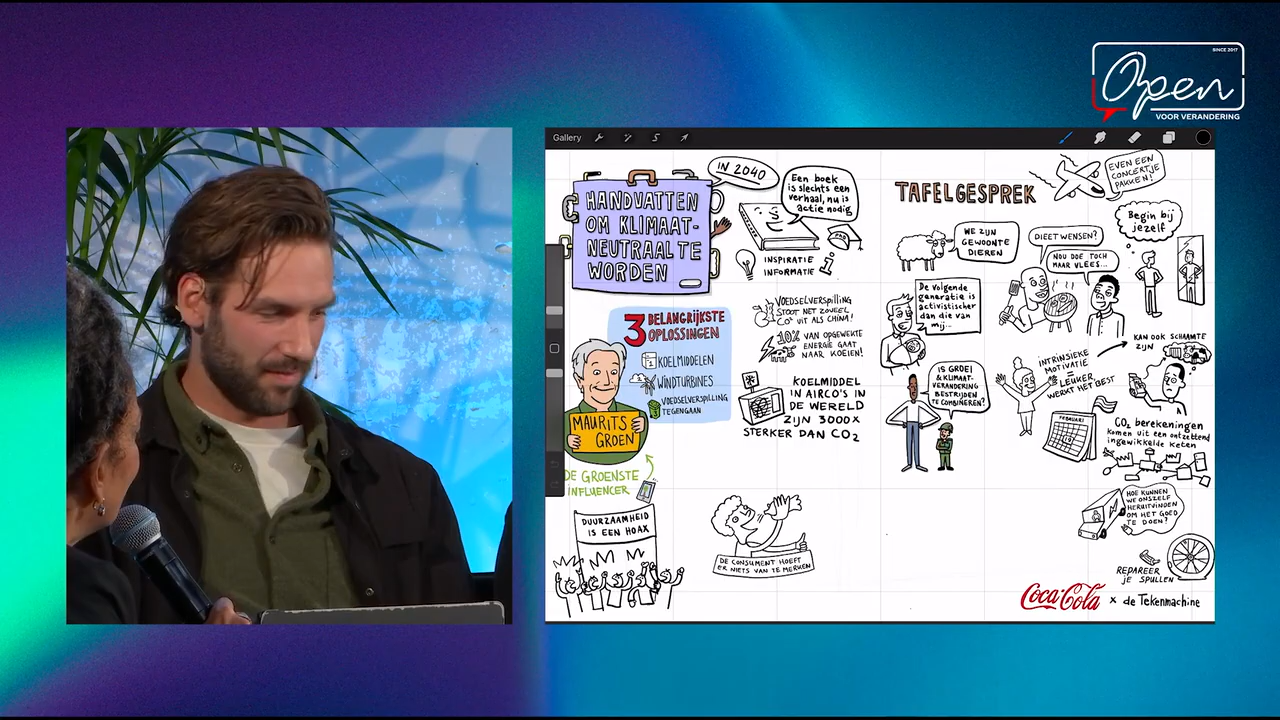 SINCE 2017
Open
VOOR VERANDERING
Gallery
HANDVATTEN
OM KLIMAAT-
NEUTRAAL TE
WORDEN
IN 2040
Een boek
is slechts een
verhaal, nu is
actie nodig
INSPIRATIE
INFORMATIE
3 BELANGRIJKSTE
OPLOSSINGEN
KOELMIDDELEN
WINDTURBINES
VOEDSELVERSPILLING
TEGENGAAN
MAURITS
GROEN
DE GROENSTE
INFLUENCER
VOEDSELVERSPILLING
STOOT NET ZOVEEL
CO2 UIT ALS CHINA!
10% VAN OPGEWEKTE
ENERGIE GAAT
NAAR KOEIEN!
KOELMIDDEL
IN AIRCO'S IN
DE WERELD
ZIJN 3000X
STERKER DAN CO2
DUURZAAMHEID
IS EEN HOAX
DE CONSUMENT HOEFT
ER NIETS VAN TE MERKEN
TAFELGESPREK
EVEN EEN
CONCERTJE
PAKKEN!
WE ZIJN
GEWOONTE
DIEREN
DIEETWENSEN?
NOU DOE TOCH
MAAR VLEES...
Begin bij
jezelf
De volgende
generatie is
activistischer
dan die van
mij...
IS GROEI
& KLIMAAT-
VERANDERING
BESTRIJDEN
TE COMBINEREN?
INTRINSIEKE
MOTIVATIE
=
LEUKER
WERKT HET BEST
KAN OOK SCHAAMTE
ZIJN
FEBRUARI
CO2 berekeningen
komen uit een ontzettend
ingewikkelde keten
HOE KUNNEN
WE ONSZELF
HERUITVINDEN
OM HET GOED
TE DOEN?
REPAREER
JE SPULLEN
Coca-Cola x de Tekenmachine